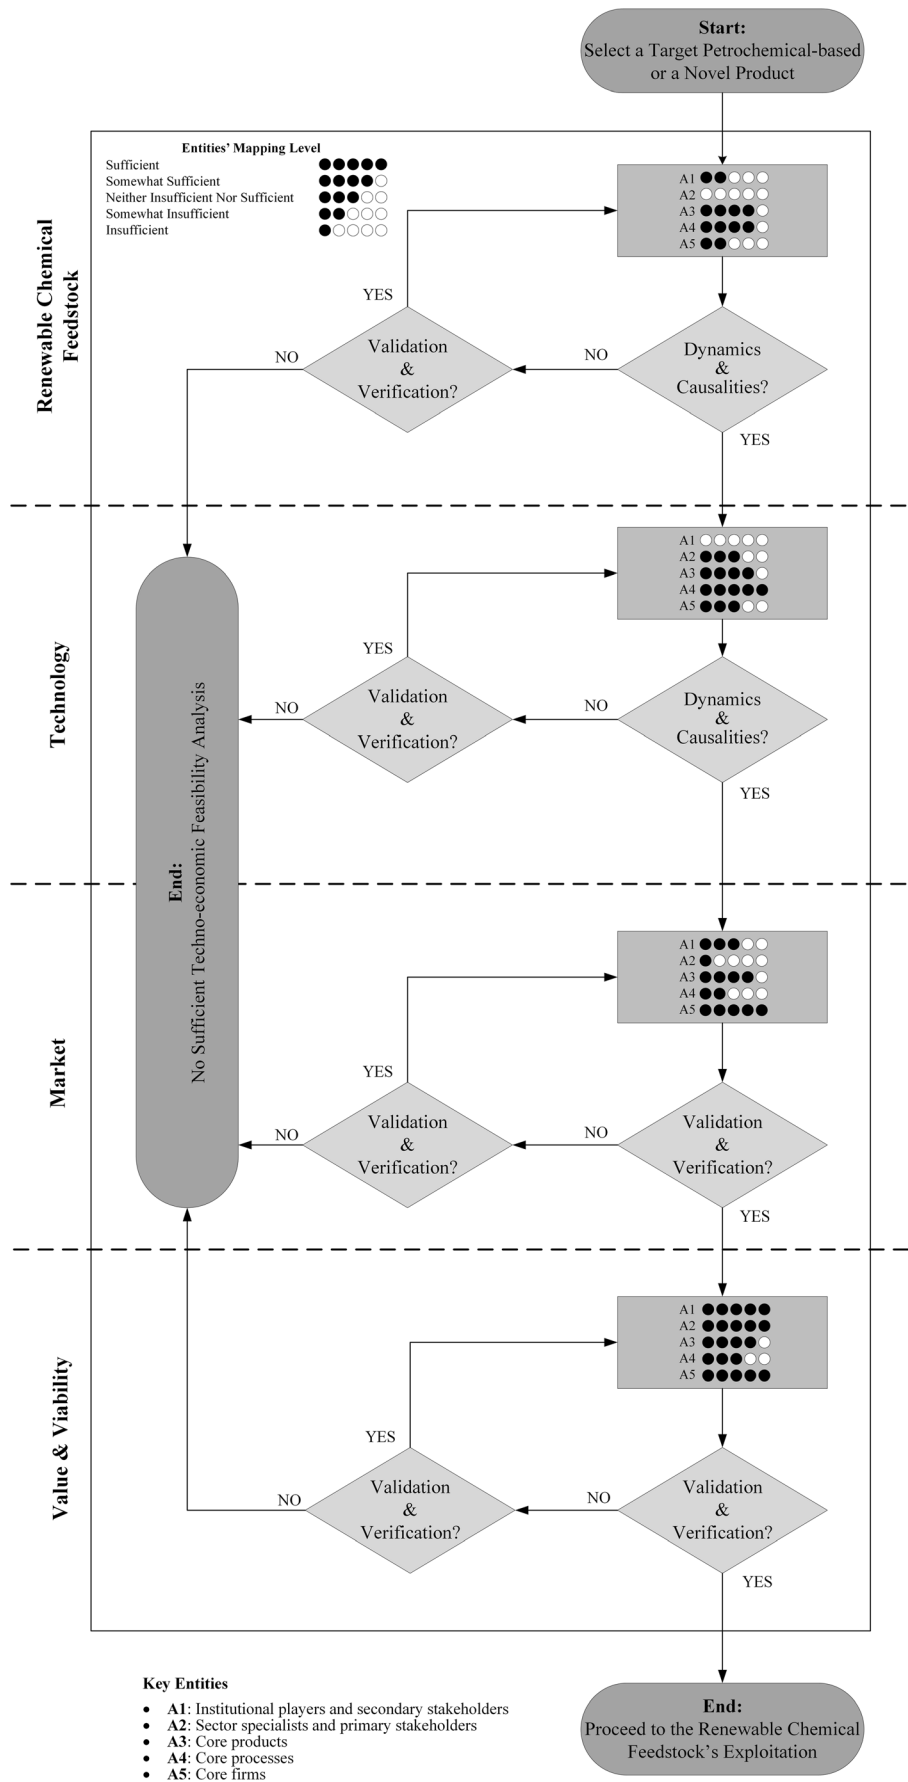 Start:
Select a Target Petrochemical-based
or a Novel Product
Entities' Mapping Level
Sufficient
Somewhat Sufficient
Neither Insufficient Nor Sufficient
Somewhat Insufficient
Insufficient
A1
A2
A3
A4
A5
Renewable Chemical
Feedstock
YES
NO
Validation
&
Verification?
NO
Dynamics
&
Causalities?
YES
A1
A2
A3
A4
A5
Technology
YES
NO
Validation
&
Verification?
NO
Dynamics
&
Causalities?
YES
End:
No Sufficient Techno-economic Feasibility Analysis
A1
A2
A3
A4
A5
Market
YES
NO
Validation
&
Verification?
NO
Validation
&
Verification?
YES
A1
A2
A3
A4
A5
Value & Viability
YES
NO
Validation
&
Verification?
NO
Validation
&
Verification?
YES
Key Entities
• A1: Institutional players and secondary stakeholders
• A2: Sector specialists and primary stakeholders
• A3: Core products
• A4: Core processes
• A5: Core firms
End:
Proceed to the Renewable Chemical
Feedstock's Exploitation